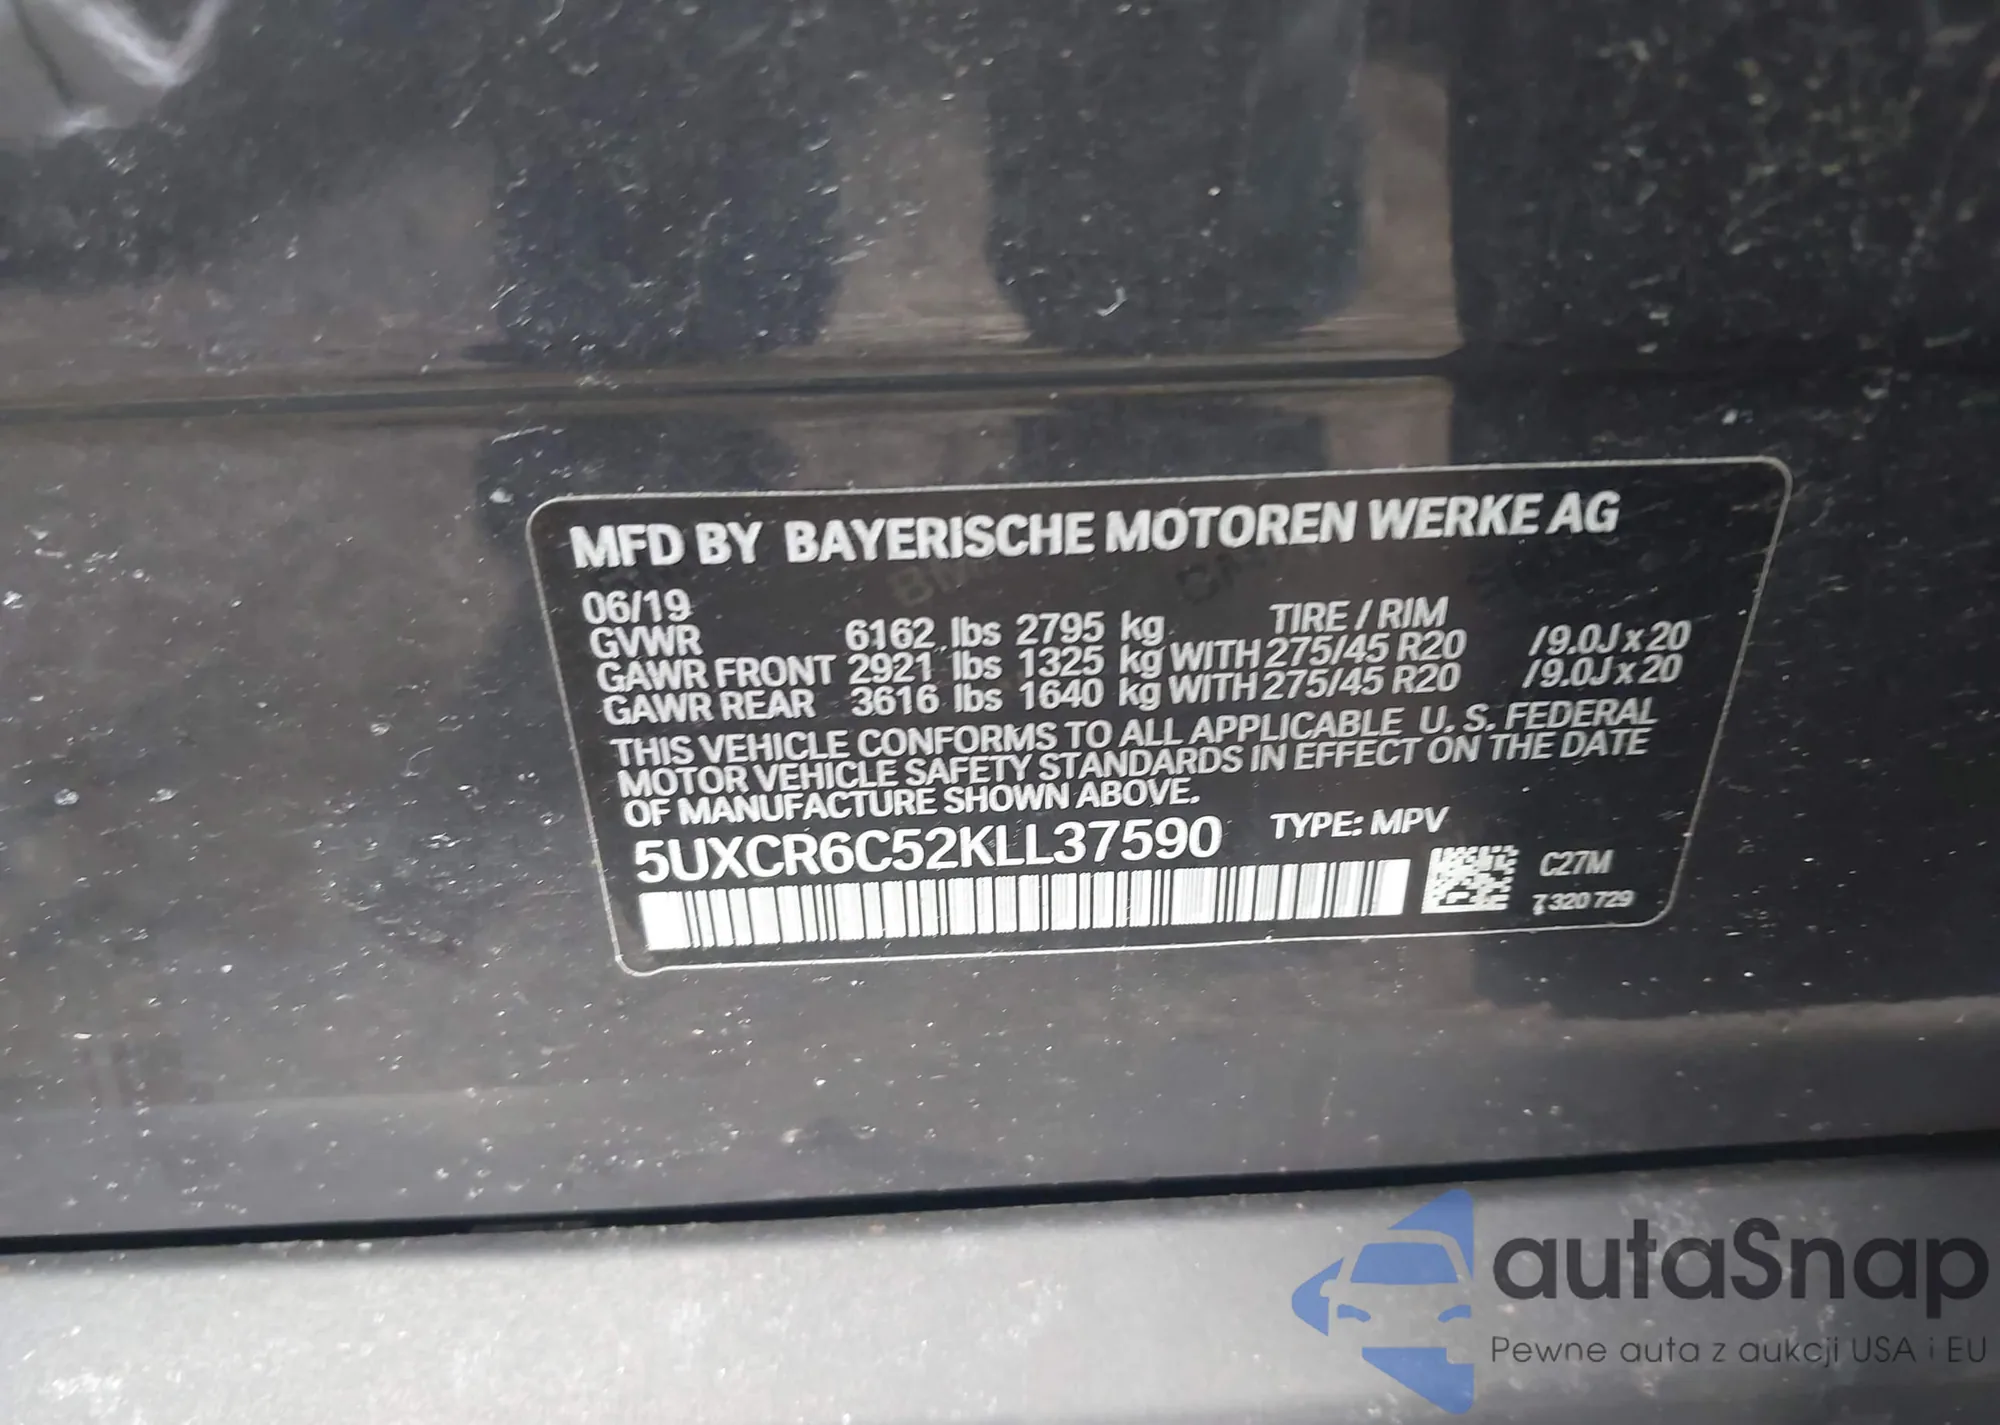 MFD BY BAYERISCHE MOTOREN WERKE AG
06/19 TIRE / RIM
GVWR 6162 lbs 2795 kg
GAWR FRONT 2921 lbs 1325 kg WITH 275/45 R20 /9.0J x 20
GAWR REAR 3616 lbs 1640 kg WITH 275/45 R20 /9.0J x 20
THIS VEHICLE CONFORMS TO ALL APPLICABLE U. S. FEDERAL
MOTOR VEHICLE SAFETY STANDARDS IN EFFECT ON THE DATE
OF MANUFACTURE SHOWN ABOVE.
5UXCR6C52KLL37590 TYPE: MPV
C27M
7 320 729
autaSnap
Pewne auta z aukcji USA i EU